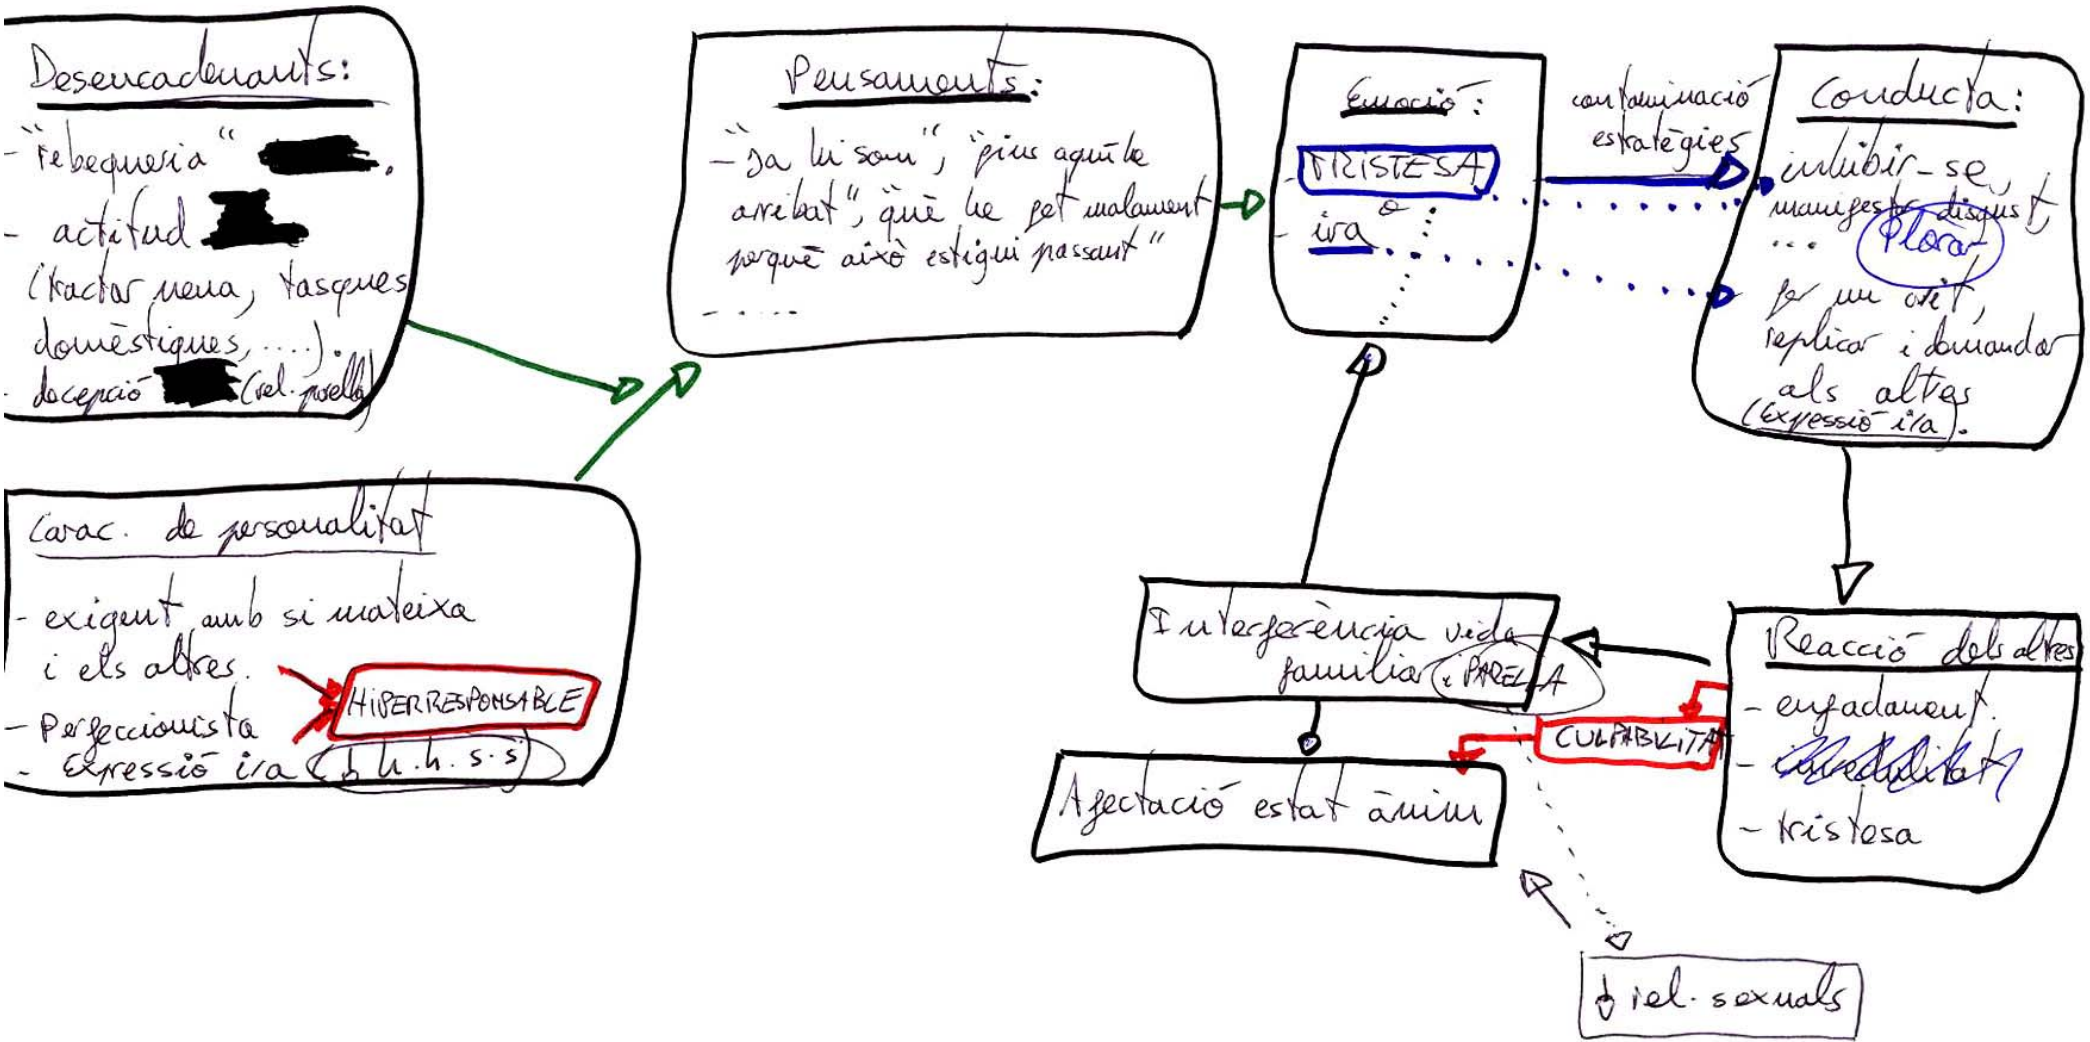 Desencadenants:
- "rebequeria"
- actitud
(tractar nena, tasques
domèstiques, ....).
- decepció (rel. parella)
Carac. de personalitat
- exigent amb si mateixa
i els altres.
HIPERRESPONSABLE
- Perfeccionista
- Expressió ira (↓ h.h.s.s)
Pensaments:
- "Ja hi som", "fins aquí he
arribat", "què he fet malament
perquè això estigui passant"
- .....
Emoció:
- TRISTESA
o
- ira
contaminació
estratègies
Conducta:
inhibir-se,
manifestar disgust,
... Plorar
fer un crit,
replicar i demandar
als altres
(Expressió ira).
Reacció dels altres
- enfadament.
- incredulitat
- tristesa
Interferència vida
familiar i PARELLA
CULPABILITAT
Afectació estat ànim
↓ rel. sexuals